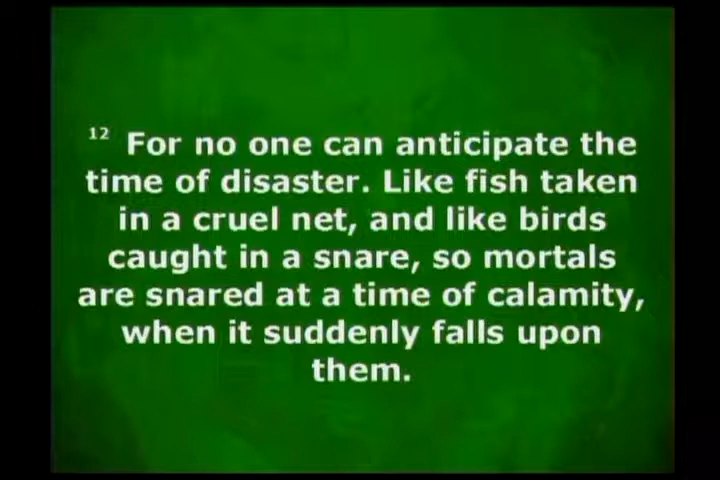 12 For no one can anticipate the
time of disaster. Like fish taken
in a cruel net, and like birds
caught in a snare, so mortals
are snared at a time of calamity,
when it suddenly falls upon
them.